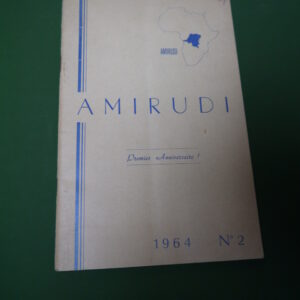 AMIRUDI
AMIRUDI
Premier Anniversaire !
1964 N° 2